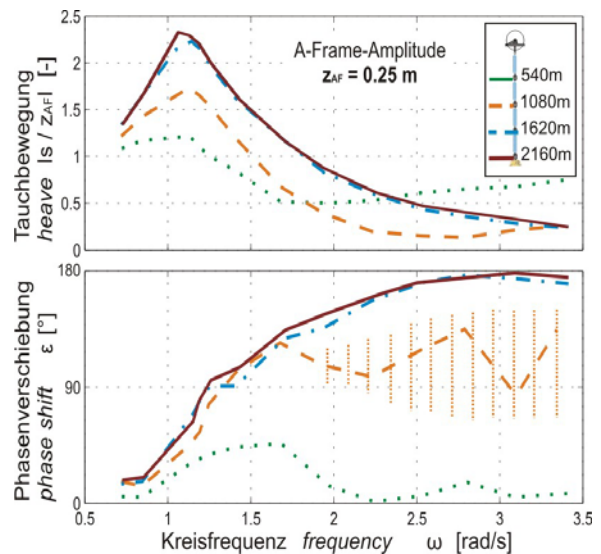 2.5
2
1.5
1
0.5
0
Tauchbewegung
heave |s / zAF| [-]
A-Frame-Amplitude
zAF = 0.25 m
540m
1080m
1620m
2160m
180
90
0
Phasenverschiebung
phase shift ε [°]
0.5 1 1.5 2 2.5 3 3.5
Kreisfrequenz frequency ω [rad/s]